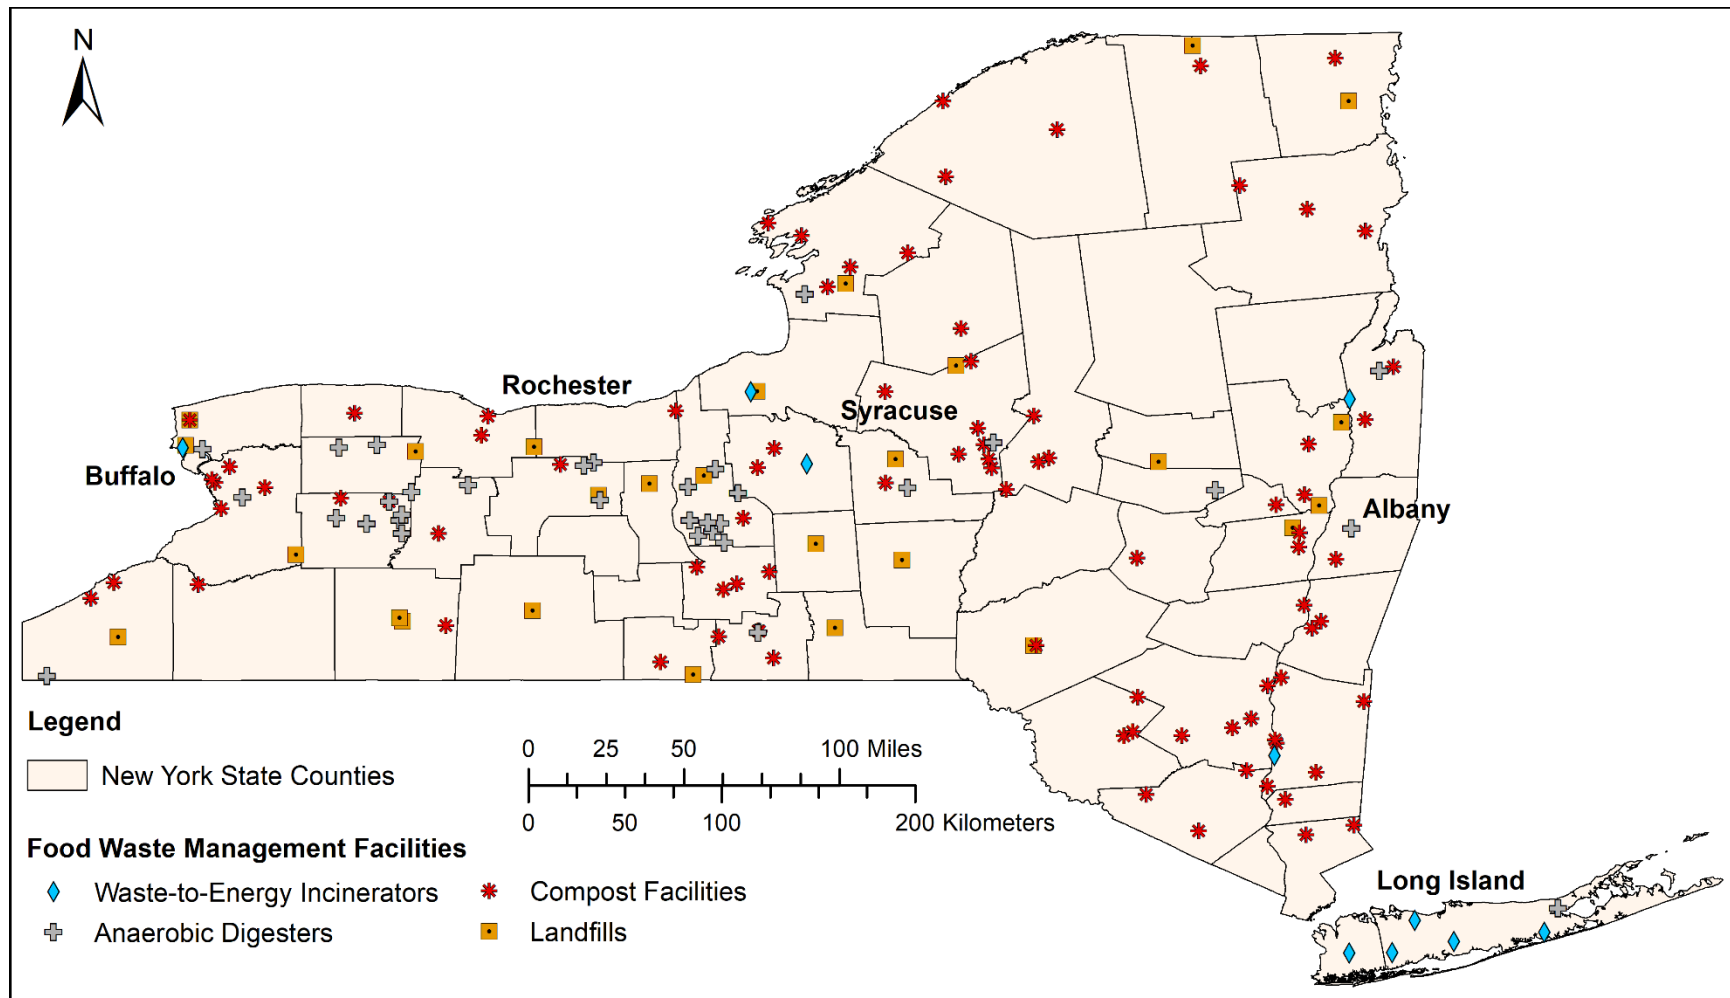 N
Rochester
Syracuse
Buffalo
Albany
Long Island
Legend
New York State Counties
0 25 50 100 Miles
0 50 100 200 Kilometers
Food Waste Management Facilities
Waste-to-Energy Incinerators
Compost Facilities
Anaerobic Digesters
Landfills